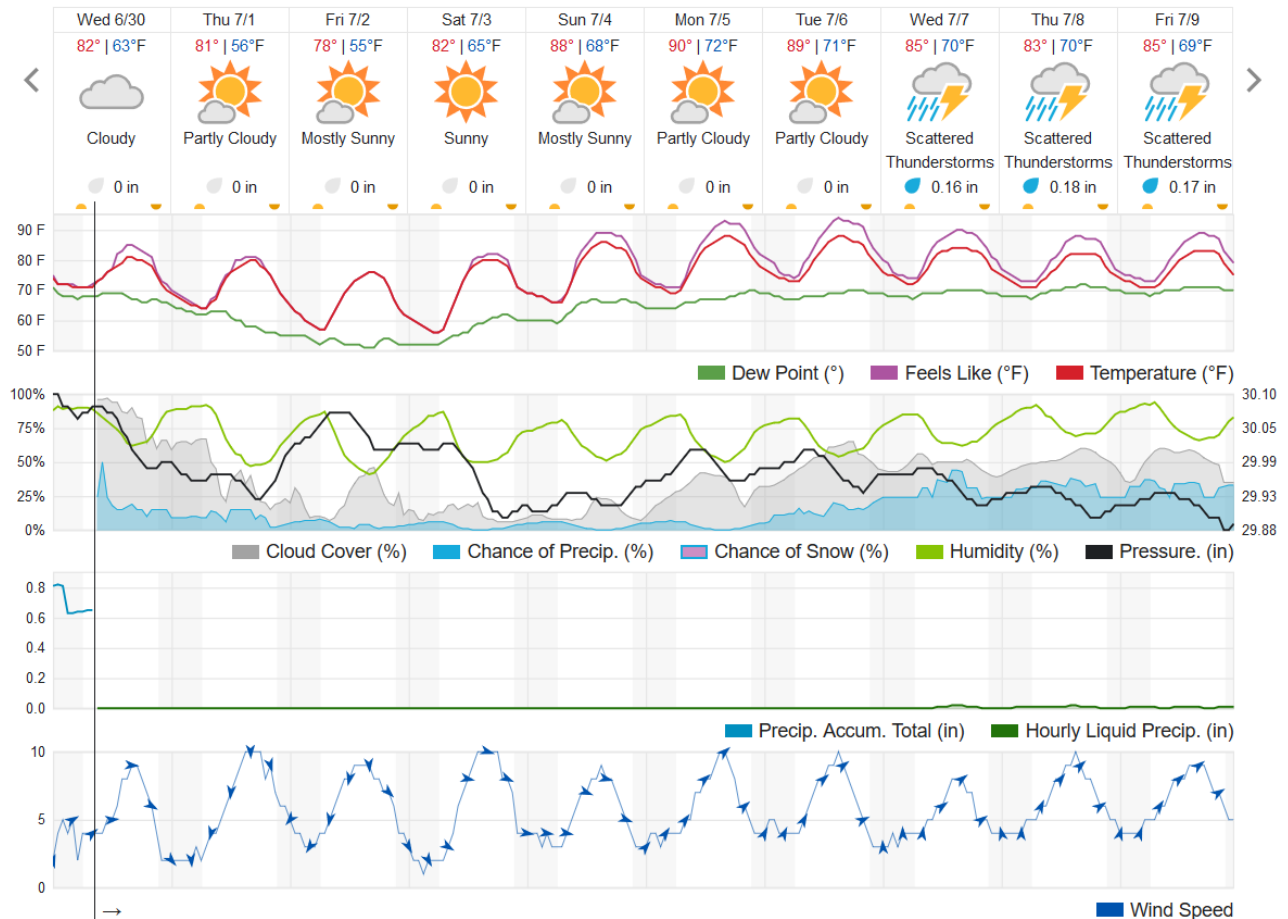 Wed 6/30 Thu 7/1 Fri 7/2 Sat 7/3 Sun 7/4 Mon 7/5 Tue 7/6 Wed 7/7 Thu 7/8 Fri 7/9
82° | 63°F 81° | 56°F 78° | 55°F 82° | 65°F 88° | 68°F 90° | 72°F 89° | 71°F 85° | 70°F 83° | 70°F 85° | 69°F
Cloudy Partly Cloudy Mostly Sunny Sunny Mostly Sunny Partly Cloudy Partly Cloudy Scattered Scattered Scattered
Thunderstorms Thunderstorms Thunderstorms
0 in 0 in 0 in 0 in 0 in 0 in 0 in 0.16 in 0.18 in 0.17 in
90 F
80 F
70 F
60 F
50 F
Dew Point (°) Feels Like (°F) Temperature (°F)
100% 30.10
75% 30.05
50% 29.99
25% 29.93
0% 29.88
Cloud Cover (%) Chance of Precip. (%) Chance of Snow (%) Humidity (%) Pressure. (in)
0.8
0.6
0.4
0.2
0.0
Precip. Accum. Total (in) Hourly Liquid Precip. (in)
10
5
0
Wind Speed